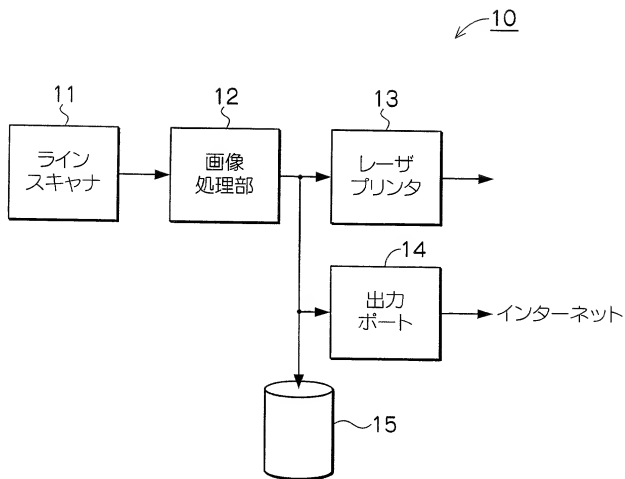 10
11
12
13
ライン
スキャナ
画像
処理部
レーザ
プリンタ
14
出力
ポート
インターネット
15